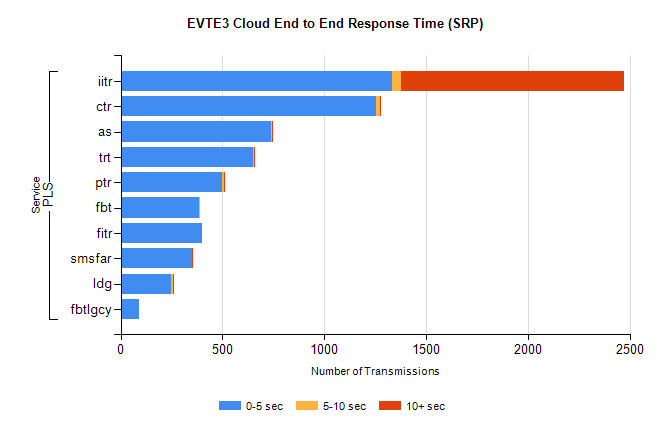 EVTE3 Cloud End to End Response Time (SRP)
Service
PLS
iitr
ctr
as
trt
ptr
fbt
fitr
smsfar
ldg
fbtlgcy
0 500 1000 1500 2000 2500
Number of Transmissions
0-5 sec 5-10 sec 10+ sec